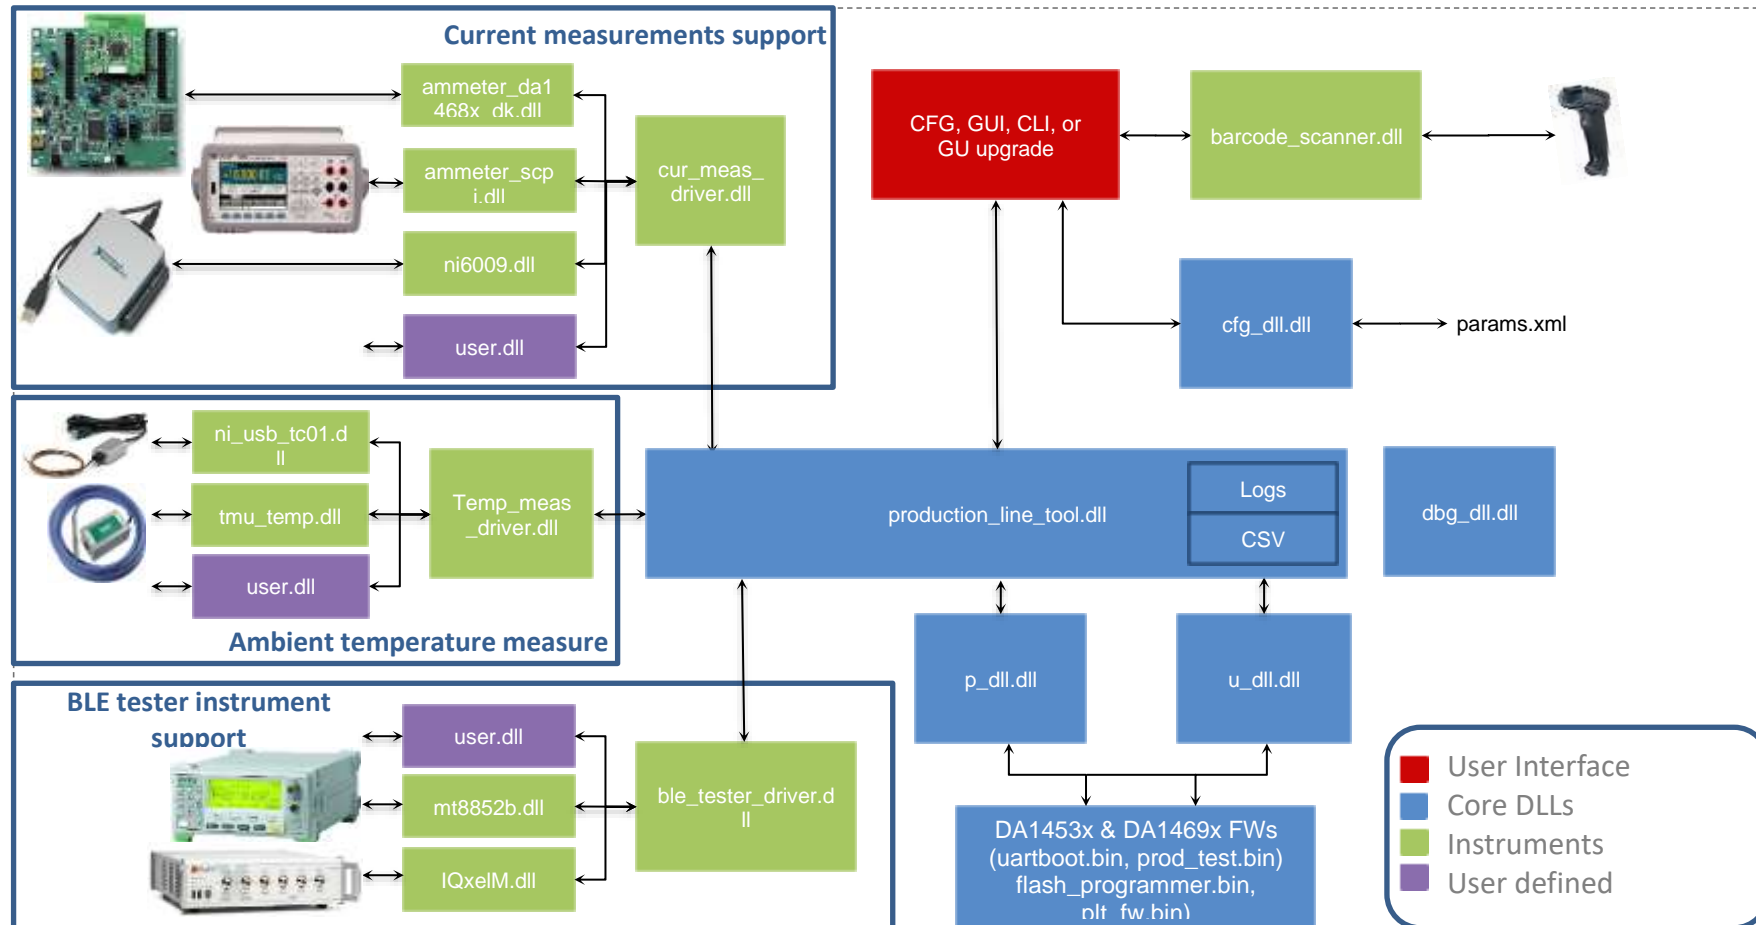 Current measurements support
ammeter_da1
468x_dk.dll
CFG, GUI, CLI, or
GU upgrade
barcode_scanner.dll
ammeter_scp
i.dll
cur_meas_
driver.dll
ni6009.dll
user.dll
cfg_dll.dll
params.xml
ni_usb_tc01.d
ll
tmu_temp.dll
Temp_meas
_driver.dll
user.dll
Ambient temperature measure
production_line_tool.dll
Logs
CSV
dbg_dll.dll
p_dll.dll
u_dll.dll
BLE tester instrument
support
user.dll
mt8852b.dll
IQxelM.dll
ble_tester_driver.d
ll
DA1453x & DA1469x FWs
(uartboot.bin, prod_test.bin)
flash_programmer.bin,
plt_fw.bin)
User Interface
Core DLLs
Instruments
User defined